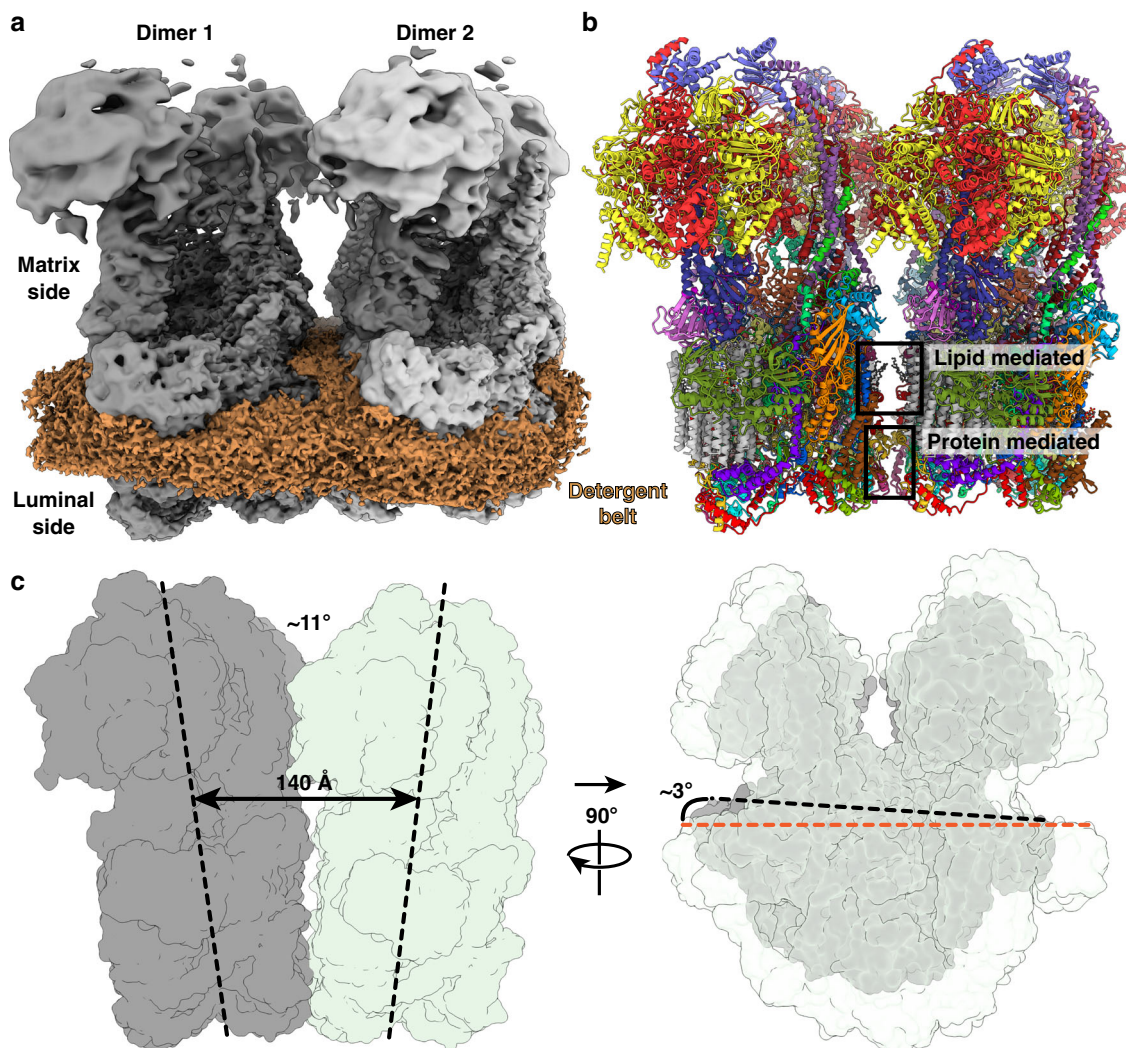 a
Dimer 1
Dimer 2
Matrix
side
Luminal
side
Detergent
belt
b
Lipid mediated
Protein mediated
c
~11°
140 Å
90°
~3°